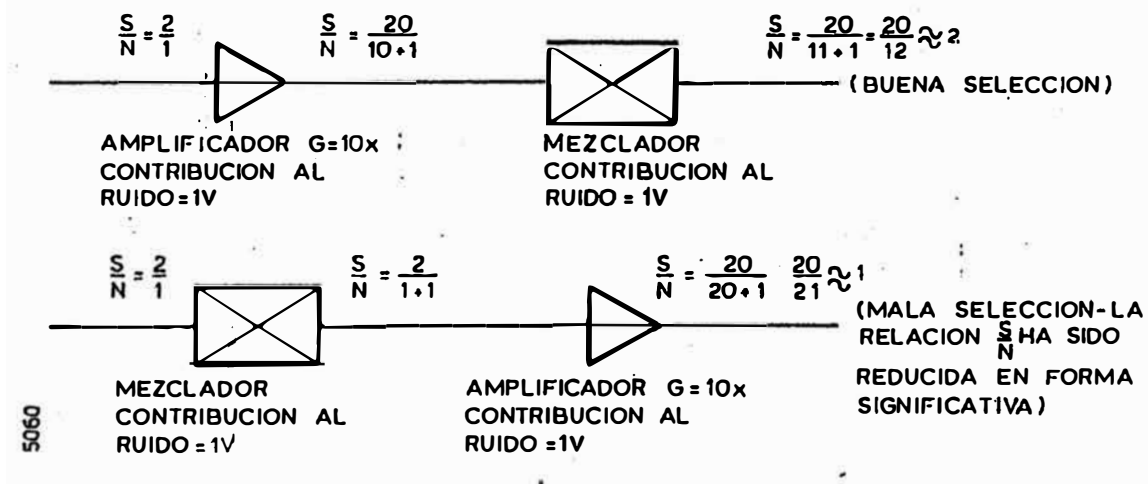 S/N = 2/1
S/N = 20/10+1
S/N = 20/11+1 = 20/12 ≈ 2
(BUENA SELECCION)
AMPLIFICADOR G=10x
CONTRIBUCION AL
RUIDO=1V
MEZCLADOR
CONTRIBUCION AL
RUIDO = 1V
S/N = 2/1
S/N = 2/1+1
S/N = 20/20+1 20/21 ≈ 1
(MALA SELECCION-LA
RELACION S/N HA SIDO
REDUCIDA EN FORMA
SIGNIFICATIVA)
MEZCLADOR
CONTRIBUCION AL
RUIDO=1V
AMPLIFICADOR G=10x
CONTRIBUCION AL
RUIDO=1V
5060